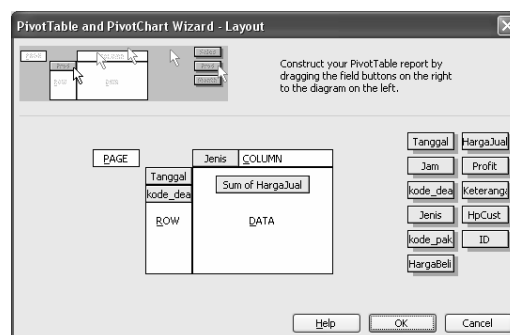 PivotTable and PivotChart Wizard - Layout
Construct your PivotTable report by
dragging the field buttons on the right
to the diagram on the left.
PAGE
Jenis COLUMN
Tanggal
kode_dea
Sum of HargaJual
ROW
DATA
Tanggal HargaJual
Jam Profit
kode_dea Keteranga
Jenis HpCust
kode_pak ID
HargaBeli
Help OK Cancel